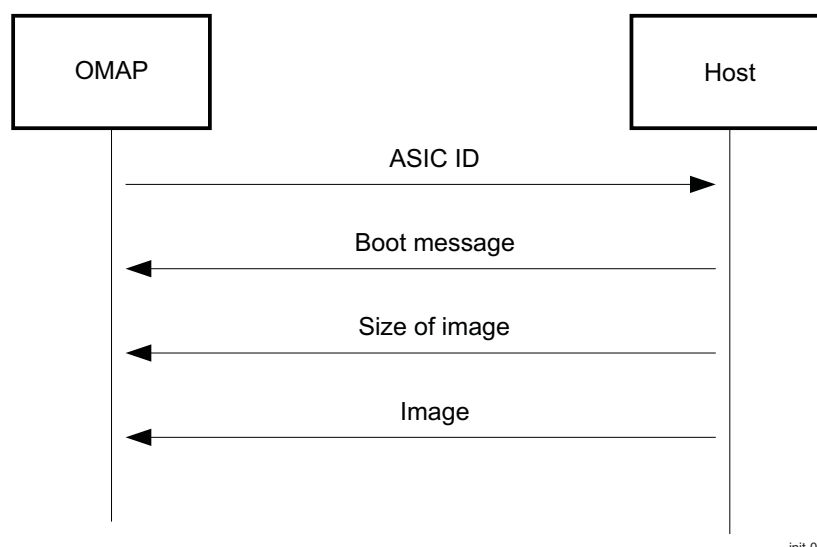 OMAP
Host
ASIC ID
Boot message
Size of image
Image